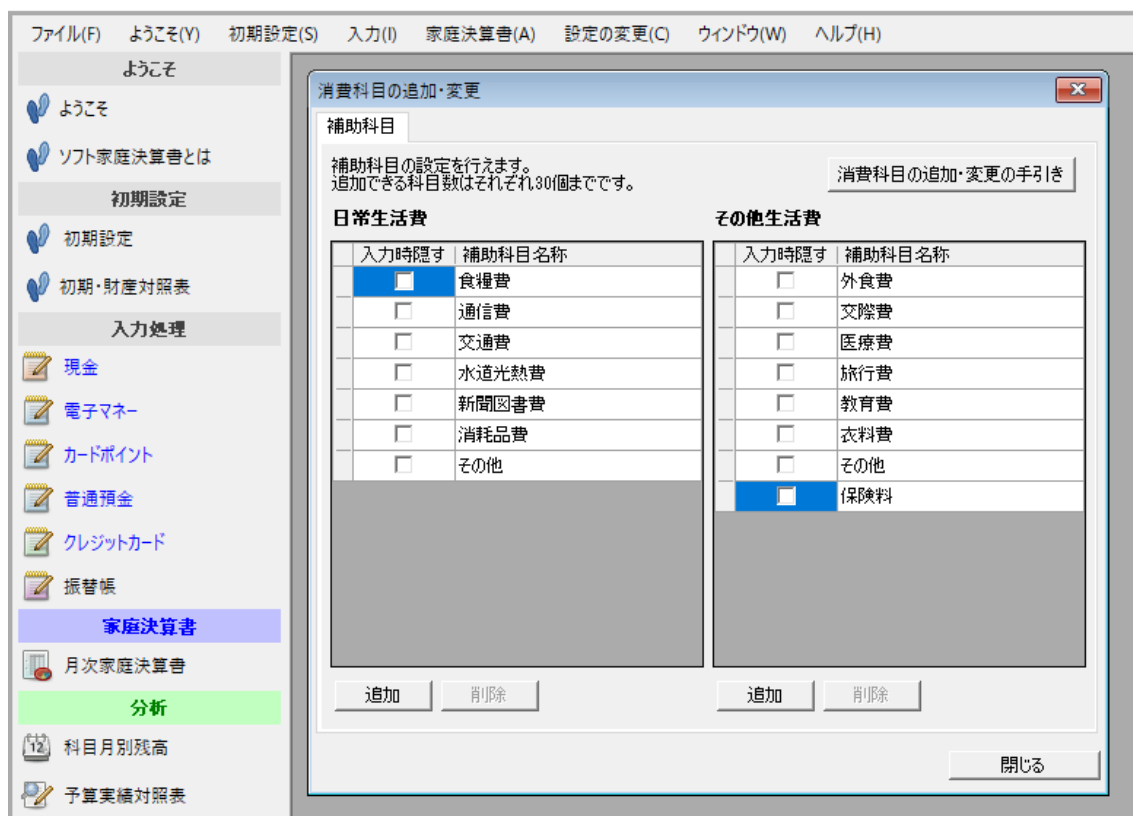 ファイル(F) ようこそ(Y) 初期設定(S) 入力(I) 家庭決算書(A) 設定の変更(C) ウィンドウ(W) ヘルプ(H)
ようこそ
ようこそ
ソフト家庭決算書とは
初期設定
初期設定
初期・財産対照表
入力処理
現金
電子マネー
カードポイント
普通預金
クレジットカード
振替帳
家庭決算書
月次家庭決算書
分析
12
科目月別残高
予算実績対照表
消費科目の追加・変更
補助科目
補助科目の設定を行えます。
追加できる科目数はそれぞれ30個までです。
消費科目の追加・変更の手引き
日常生活費
入力時隠す 補助科目名称
食糧費
通信費
交通費
水道光熱費
新聞図書費
消耗品費
その他
追加 削除
その他生活費
入力時隠す 補助科目名称
外食費
交際費
医療費
旅行費
教育費
衣料費
その他
保険料
追加 削除
閉じる